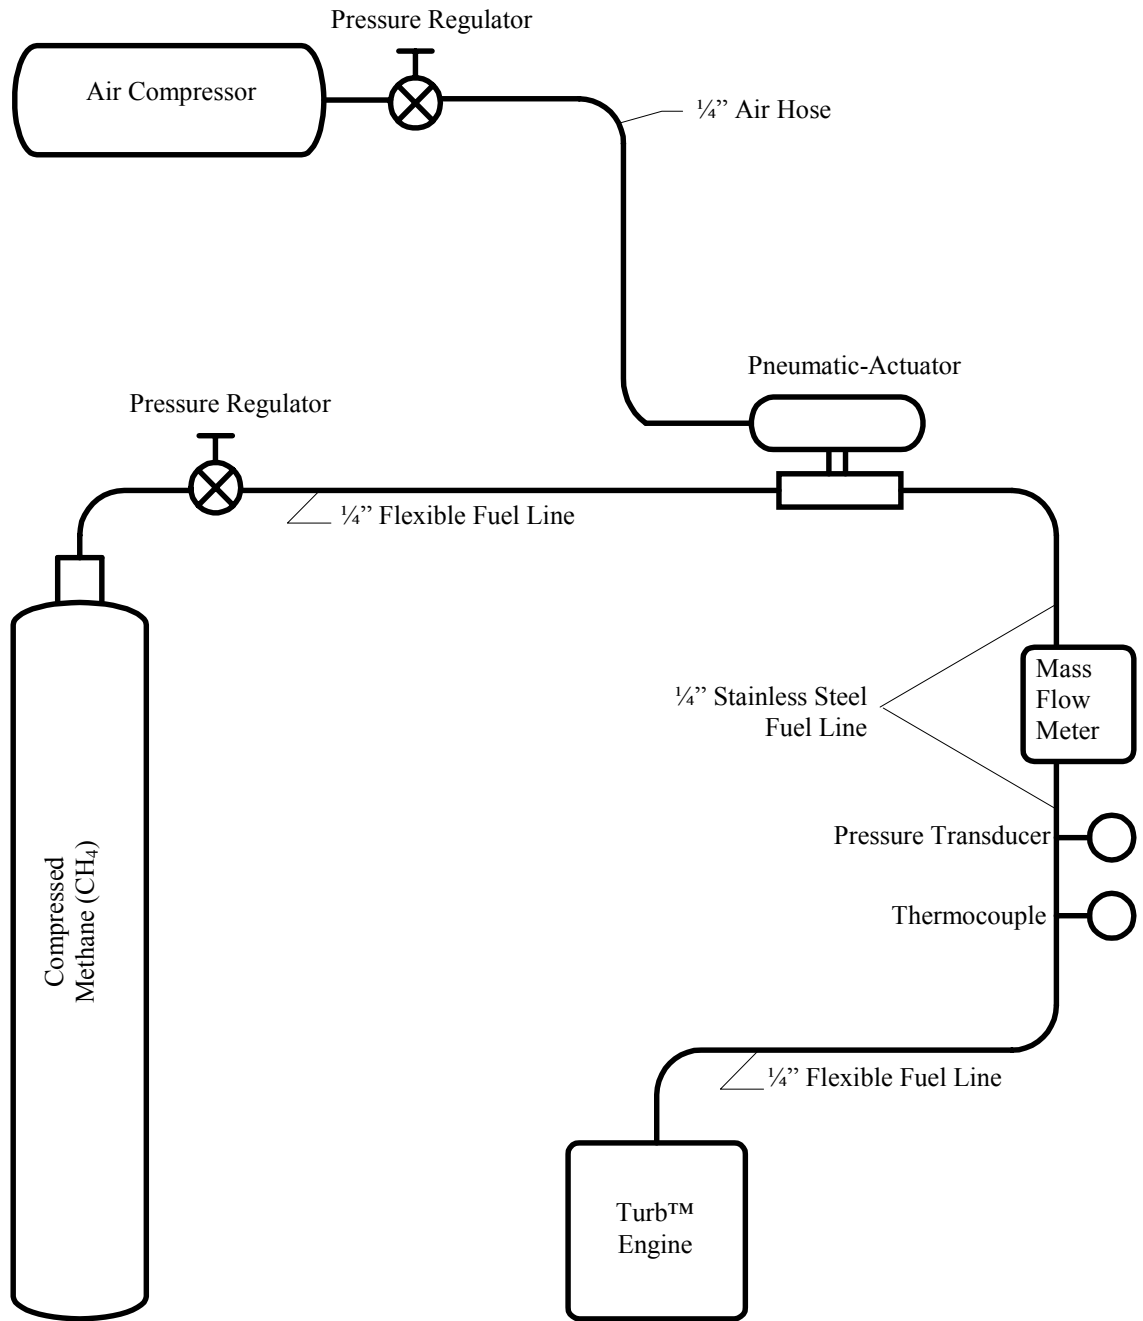 Pressure Regulator
Air Compressor
¼” Air Hose
Pneumatic-Actuator
Pressure Regulator
¼” Flexible Fuel Line
Mass
Flow
Meter
¼” Stainless Steel
Fuel Line
Pressure Transducer
Thermocouple
Compressed
Methane (CH₄)
¼” Flexible Fuel Line
Turb™
Engine